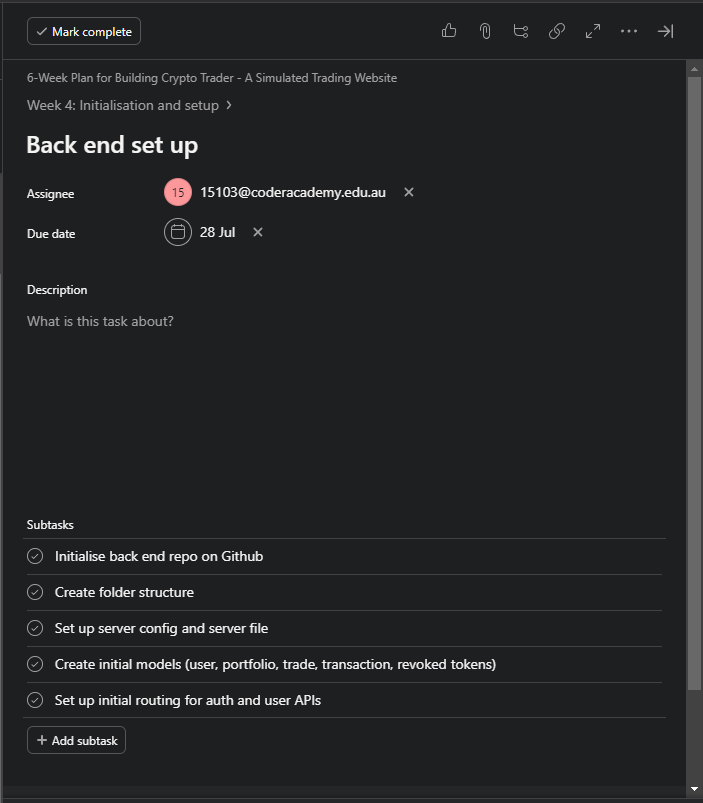 Mark complete
6-Week Plan for Building Crypto Trader - A Simulated Trading Website
Week 4: Initialisation and setup
Back end set up
Assignee 15 15103@coderacademy.edu.au
Due date 28 Jul
Description
What is this task about?
Subtasks
Initialise back end repo on Github
Create folder structure
Set up server config and server file
Create initial models (user, portfolio, trade, transaction, revoked tokens)
Set up initial routing for auth and user APIs
+ Add subtask